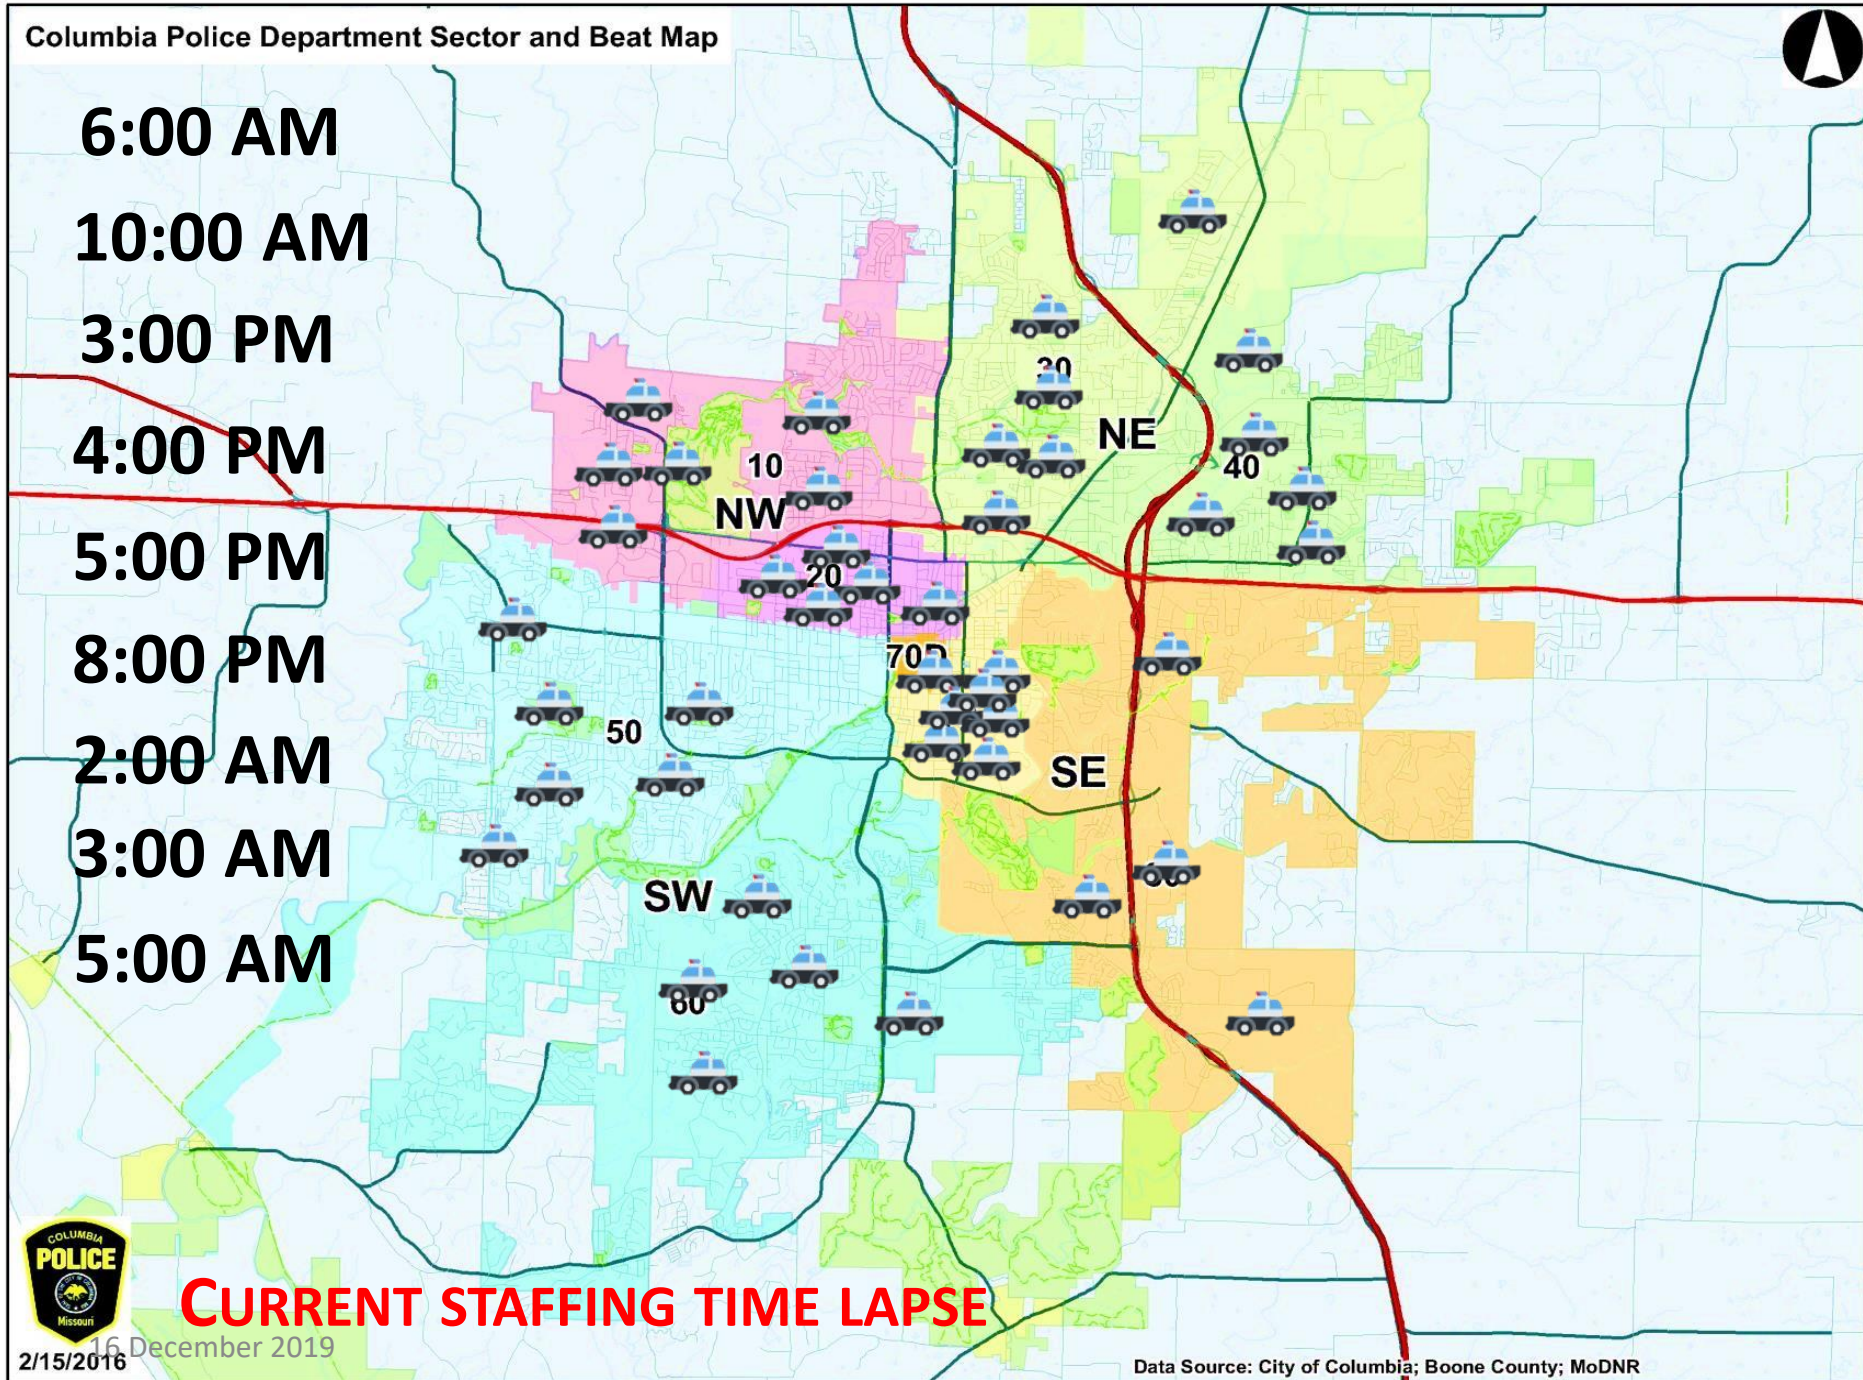 Columbia Police Department Sector and Beat Map
6:00 AM
10:00 AM
3:00 PM
4:00 PM
5:00 PM
8:00 PM
2:00 AM
3:00 AM
5:00 AM
30
NE
10
40
NW
20
70D
50
SE
SW
60
COLUMBIA
POLICE
Missouri
CURRENT STAFFING TIME LAPSE
16 December 2019
2/15/2016
Data Source: City of Columbia; Boone County; MoDNR